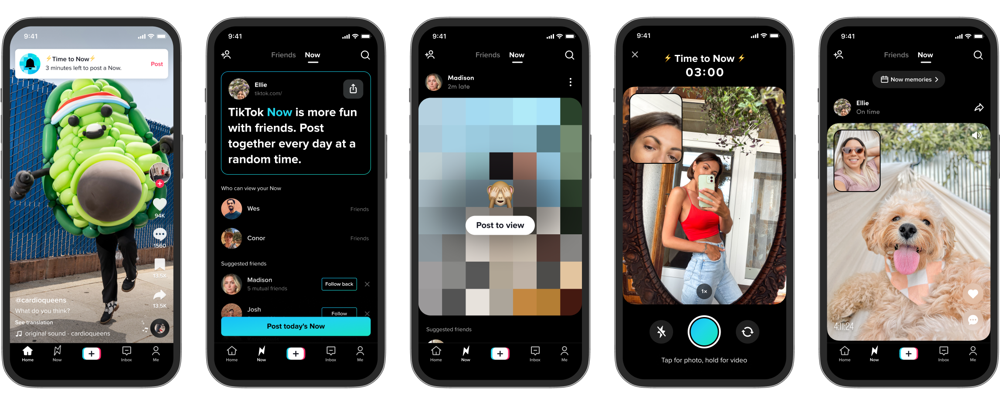 9:41
⚡Time to Now⚡
3 minutes left to post a Now.
Post
94K
1560
13.5K
13.5K
@cardioqueens
What do you think?
See translation
original sound - cardioqueens
Home
Now
Inbox
Me
9:41
Friends
Now
Ellie
tiktok.com/
TikTok Now is more fun
with friends. Post
together every day at a
random time.
Who can view your Now
Wes
Friends
Conor
Friends
Suggested friends
Madison
5 mutual friends
Follow back
Josh
Follow
Post today's Now
Home
Now
Inbox
Me
9:41
Friends
Now
Madison
2m late
Post to view
Suggested friends
Home
Now
Inbox
Me
9:41
⚡ Time to Now ⚡
03:00
1×
Tap for photo, hold for video
9:41
Friends
Now
Now memories
Ellie
On time
4:11:24
Home
Now
Inbox
Me